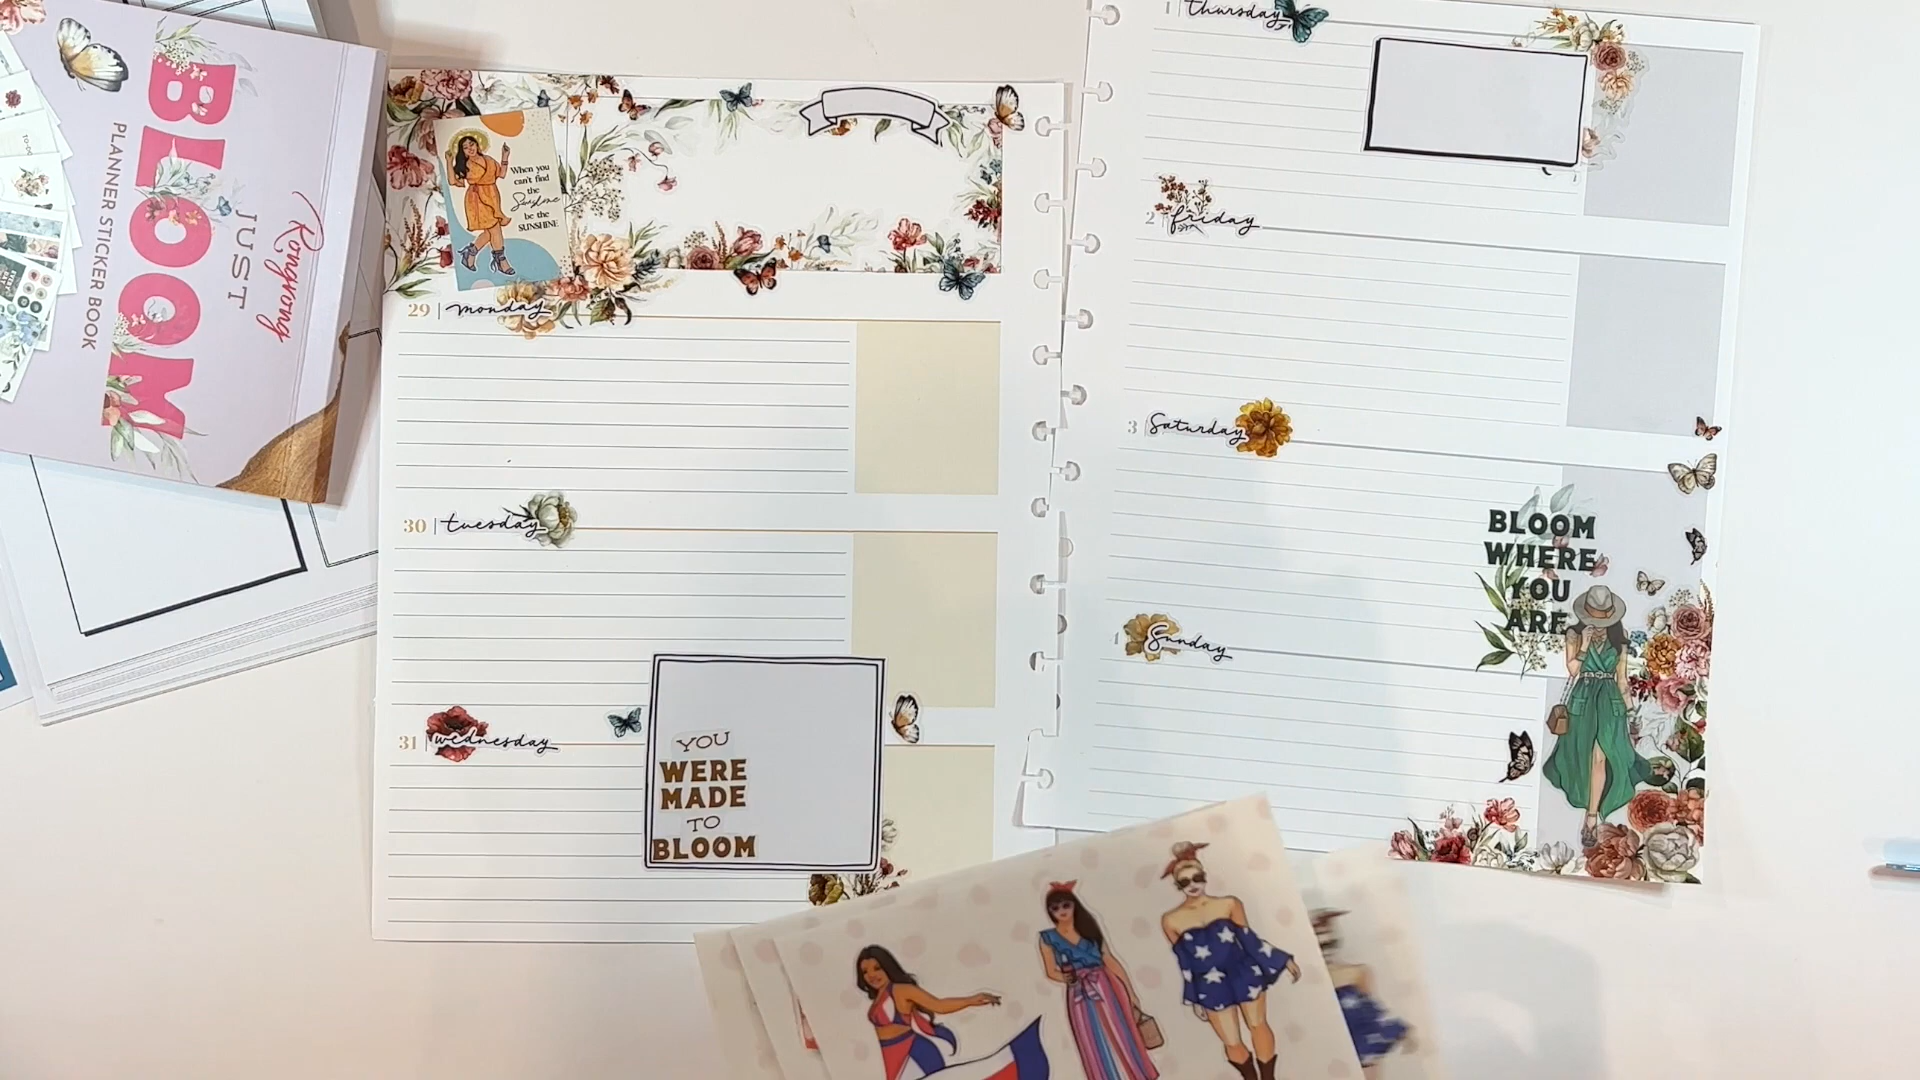 Rongrong
JUST
BLOOM
PLANNER STICKER BOOK
When you
can't find
the
Sunshine
be the
SUNSHINE
29 | monday
30 | tuesday
31 | wednesday
YOU
WERE
MADE
TO
BLOOM
1 | thursday
2 | friday
3 | Saturday
Sunday
BLOOM
WHERE
YOU
ARE